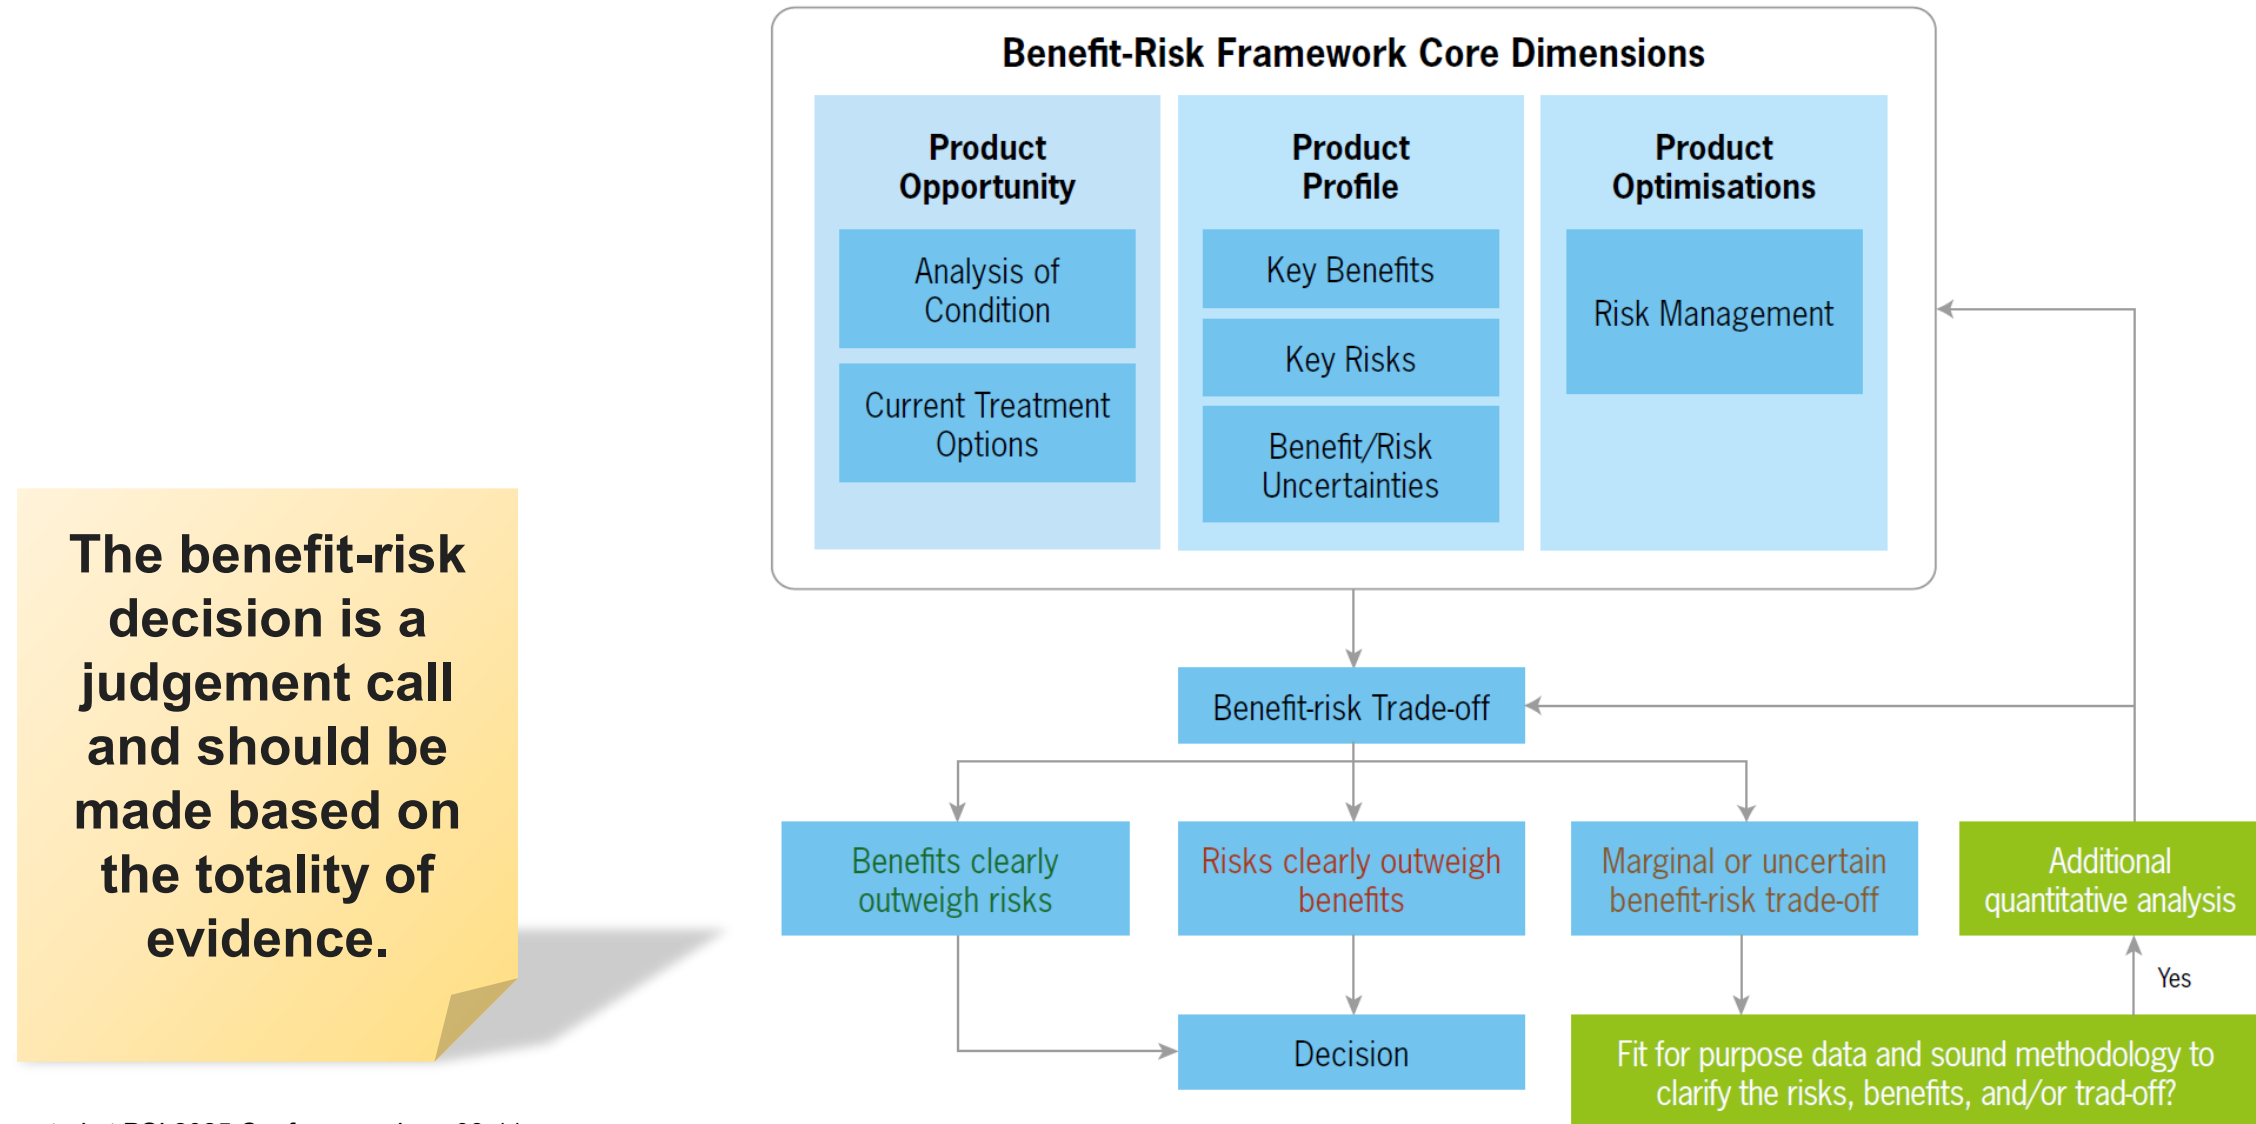 Benefit-Risk Framework Core Dimensions
Product
Opportunity
Analysis of
Condition
Current Treatment
Options
Product
Profile
Key Benefits
Key Risks
Benefit/Risk
Uncertainties
Product
Optimisations
Risk Management
The benefit-risk
decision is a
judgement call
and should be
made based on
the totality of
evidence.
Benefit-risk Trade-off
Benefits clearly
outweigh risks
Risks clearly outweigh
benefits
Marginal or uncertain
benefit-risk trade-off
Additional
quantitative analysis
Yes
Decision
Fit for purpose data and sound methodology to
clarify the risks, benefits, and/or trad-off?